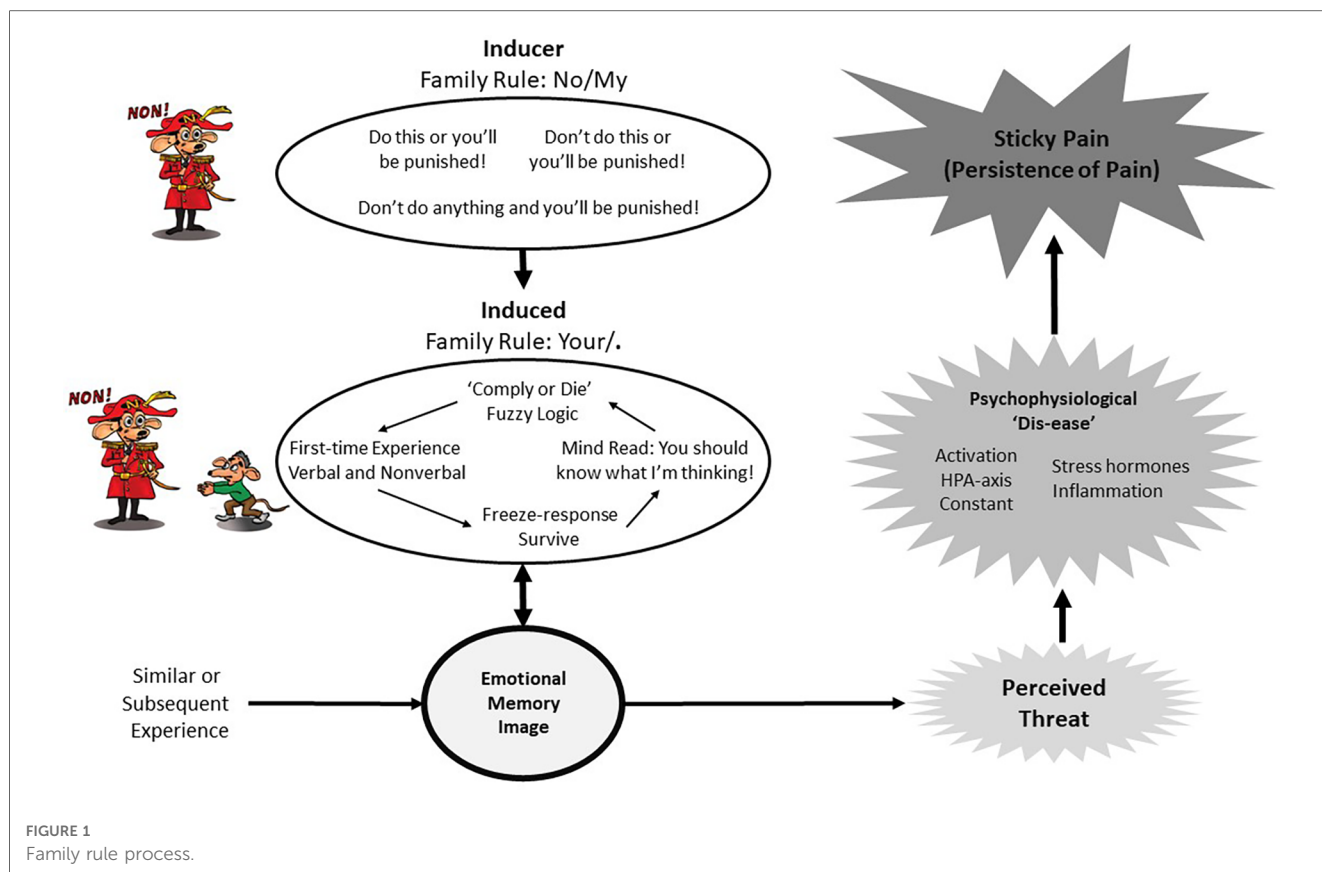 Inducer
Family Rule: No/My
NON!
Do this or you'll
be punished!
Don't do this or
you'll be punished!
Don't do anything and you'll be punished!
Induced
Family Rule: Your/.
NON!
'Comply or Die'
Fuzzy Logic
First-time Experience
Verbal and Nonverbal
Mind Read: You should
know what I'm thinking!
Freeze-response
Survive
Similar or
Subsequent
Experience
Emotional
Memory
Image
Perceived
Threat
Psychophysiological
'Dis-ease'
Activation
HPA-axis
Constant
Stress hormones
Inflammation
Sticky Pain
(Persistence of Pain)
N
N
FIGURE 1
Family rule process.